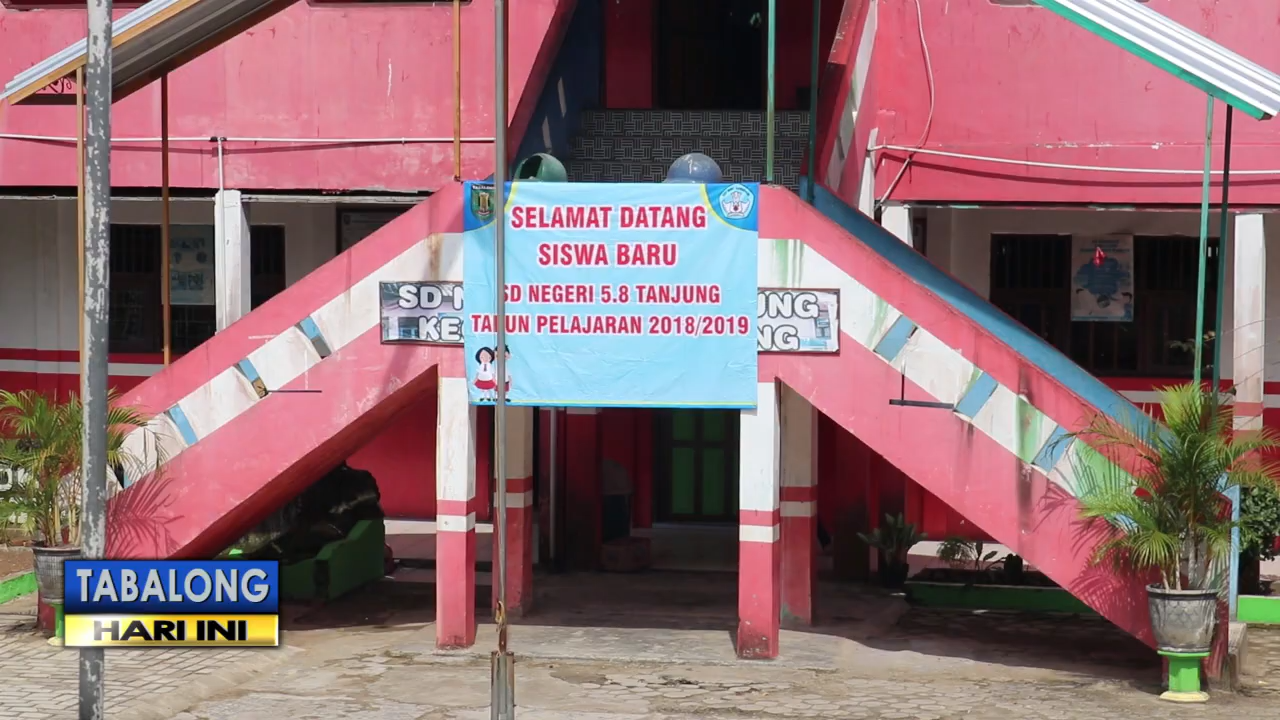 SELAMAT DATANG
SISWA BARU
SD NEGERI 5.8 TANJUNG
TAHUN PELAJARAN 2018/2019
SD
UNG
KE
NG
TABALONG
HARI INI